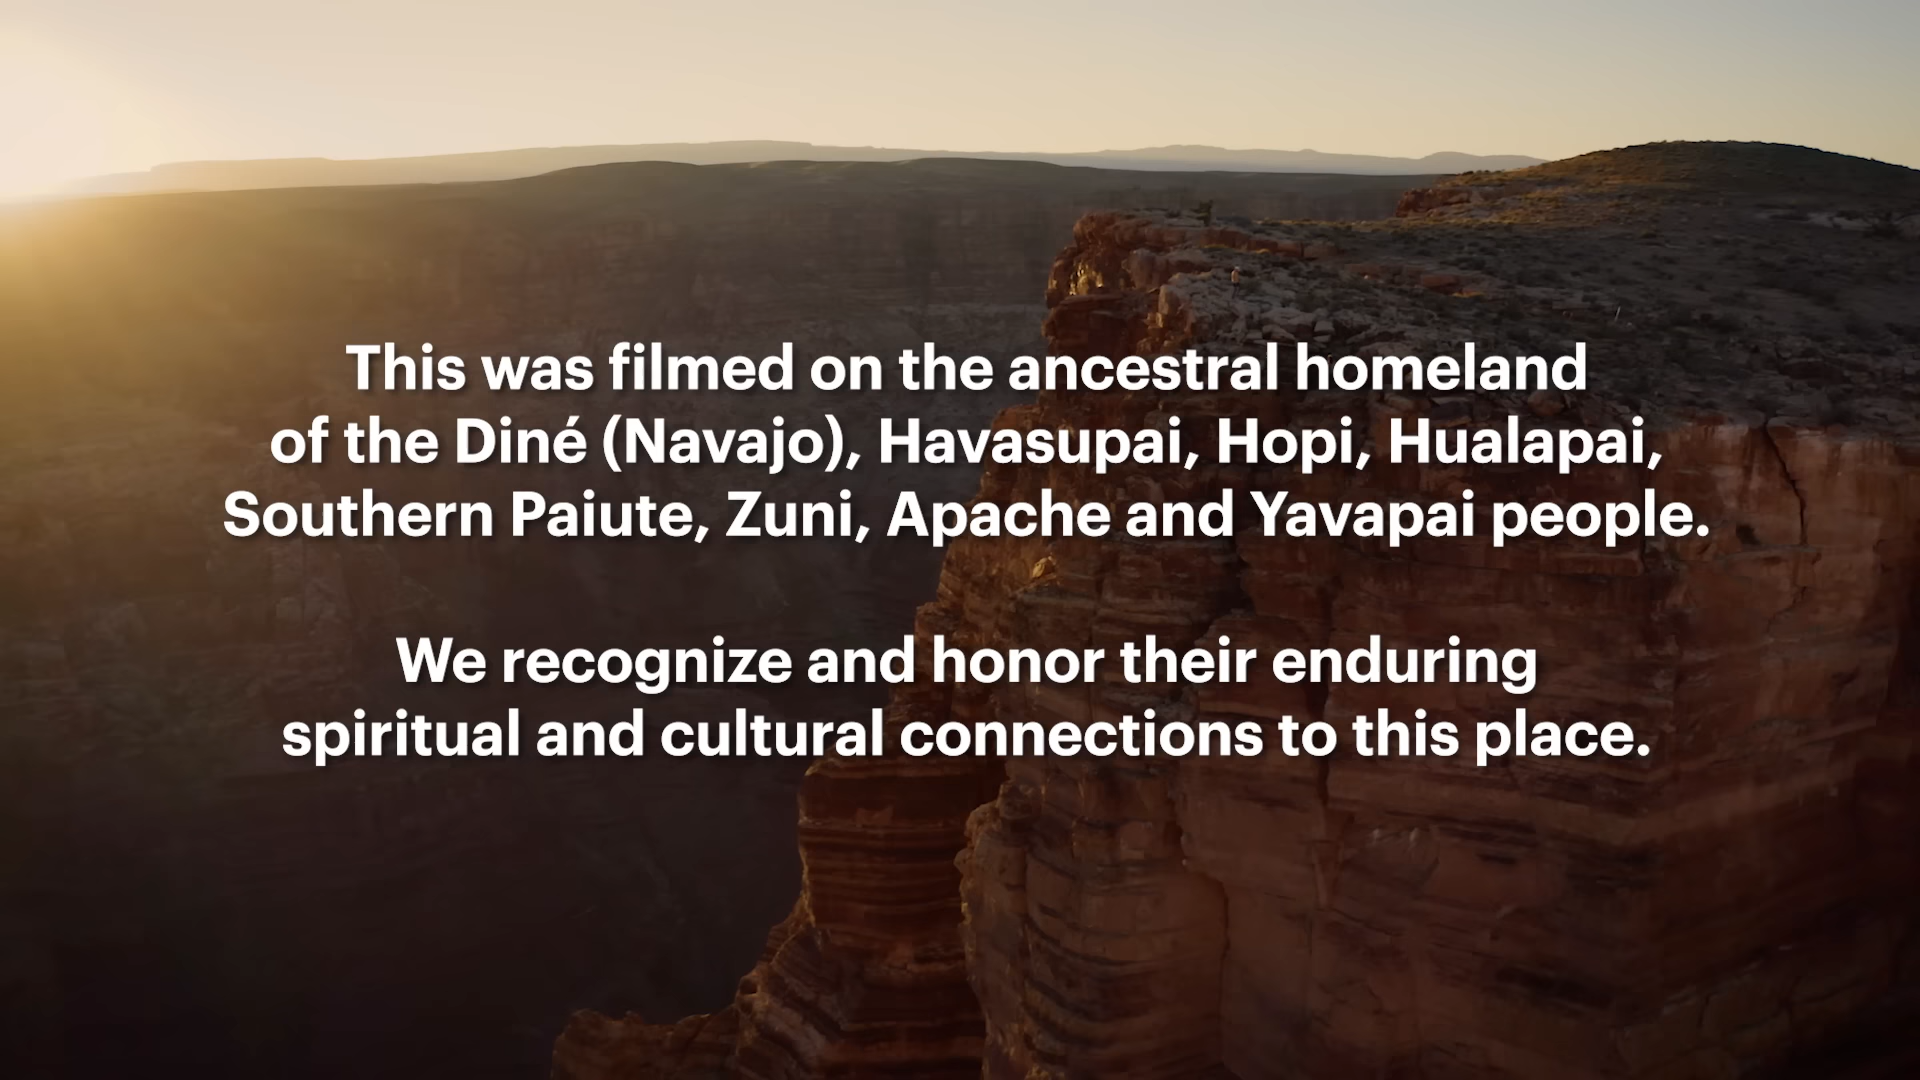 This was filmed on the ancestral homeland
of the Diné (Navajo), Havasupai, Hopi, Hualapai,
Southern Paiute, Zuni, Apache and Yavapai people.
We recognize and honor their enduring
spiritual and cultural connections to this place.